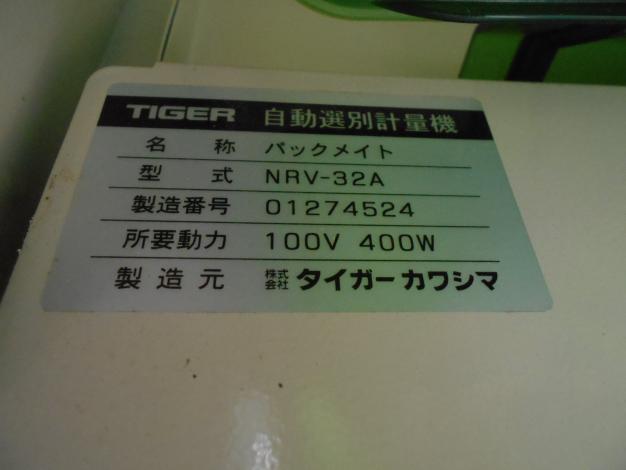 TIGER 自動選別計量機
名称 パックメイト
型式 NRV-32A
製造番号 01274524
所要動力 100V 400W
製造元 株式会社 タイガーカワシマ